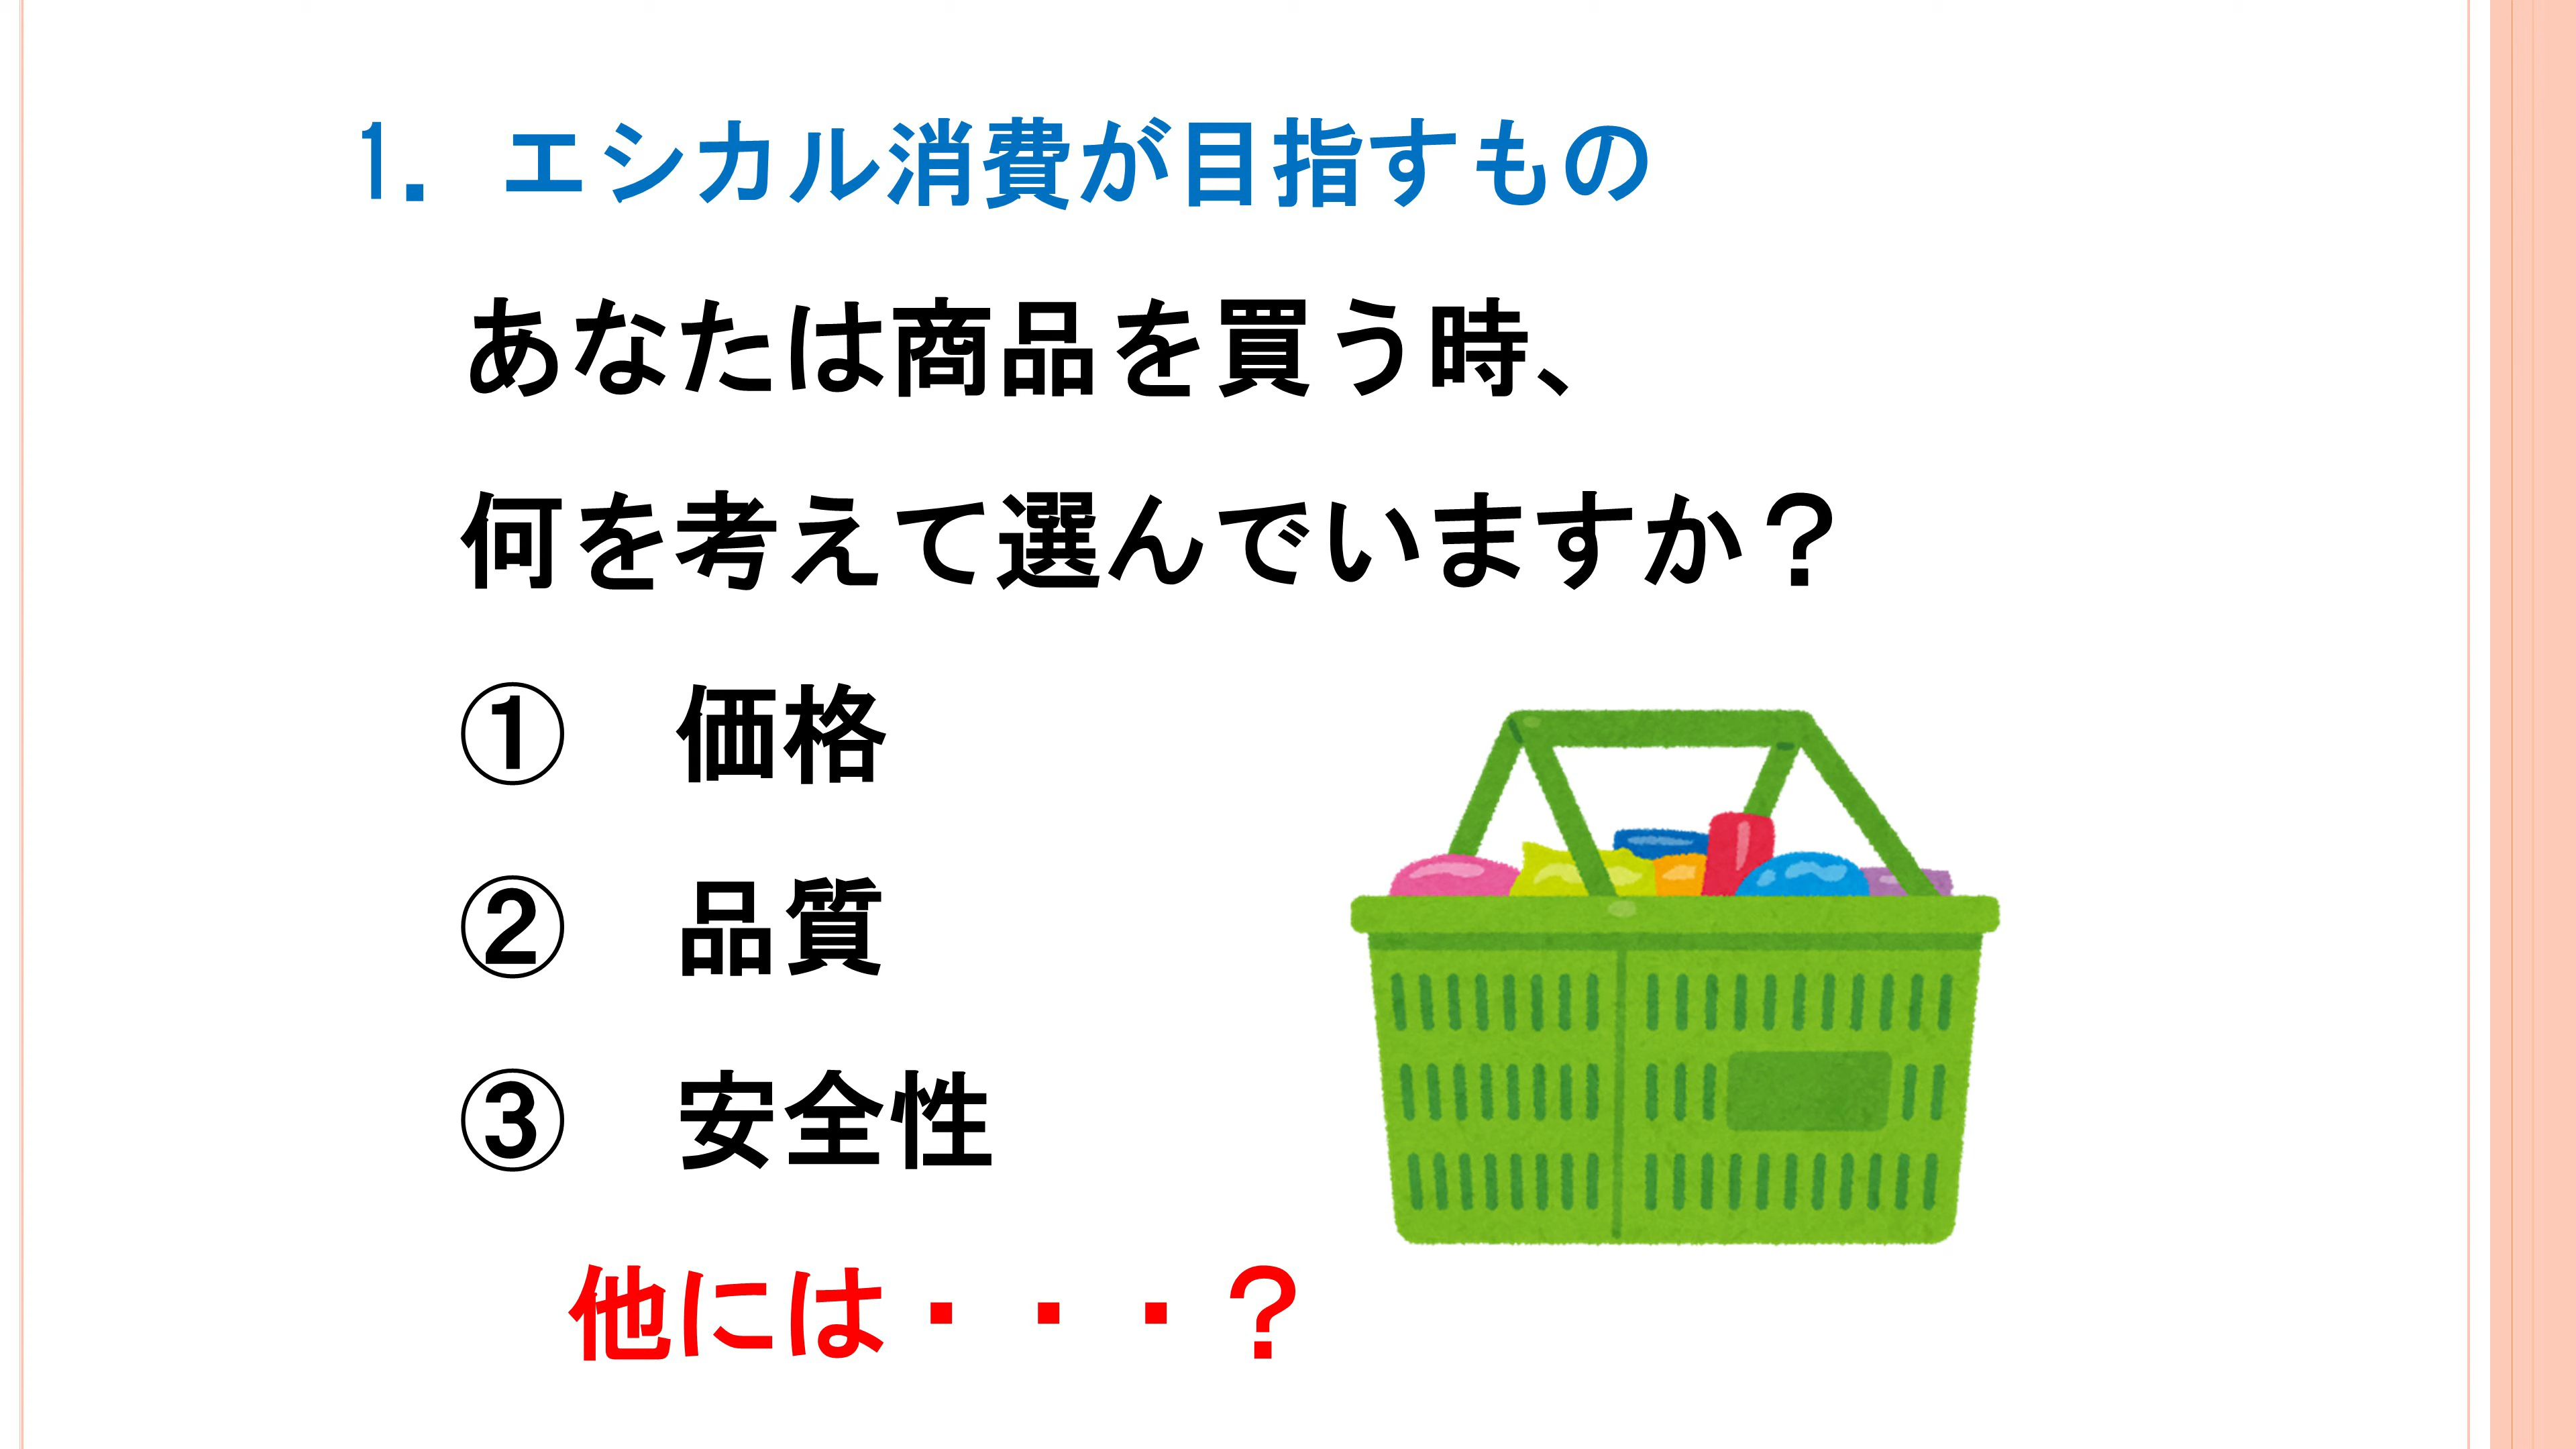 1. エシカル消費が目指すもの
あなたは商品を買う時、
何を考えて選んでいますか?
① 価格
② 品質
③ 安全性
他には・・・?